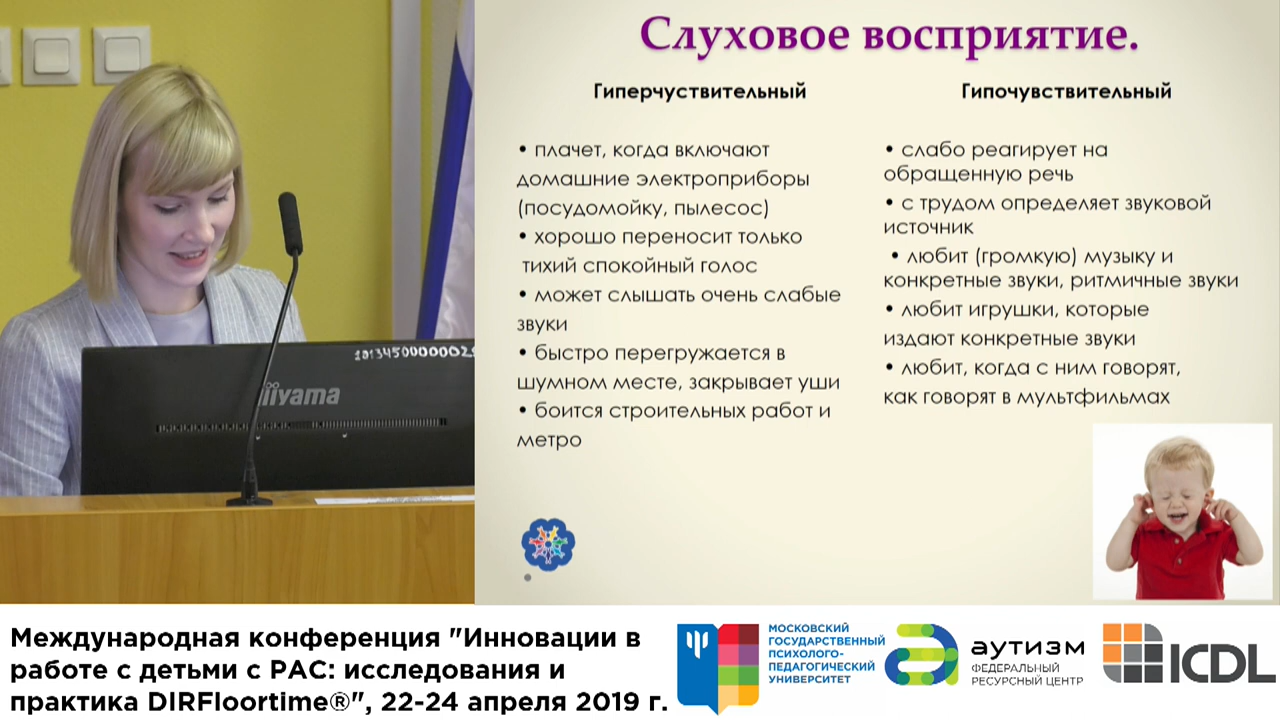 Слуховое восприятие.
Гиперчуствительный
• плачет, когда включают
домашние электроприборы
(посудомойку, пылесос)
• хорошо переносит только
тихий спокойный голос
• может слышать очень слабые
звуки
• быстро перегружается в
шумном месте, закрывает уши
• боится строительных работ и
метро
Гипочувствительный
• слабо реагирует на
обращенную речь
• с трудом определяет звуковой
источник
• любит (громкую) музыку и
конкретные звуки, ритмичные звуки
• любит игрушки, которые
издают конкретные звуки
• любит, когда с ним говорят,
как говорят в мультфильмах
iiyama
Международная конференция "Инновации в
работе с детьми с РАС: исследования и
практика DIRFloortime®", 22-24 апреля 2019 г.
МОСКОВСКИЙ
ГОСУДАРСТВЕННЫЙ
ПСИХОЛОГО-
ПЕДАГОГИЧЕСКИЙ
УНИВЕРСИТЕТ
аутизм
ФЕДЕРАЛЬНЫЙ
РЕСУРСНЫЙ ЦЕНТР
ICDL